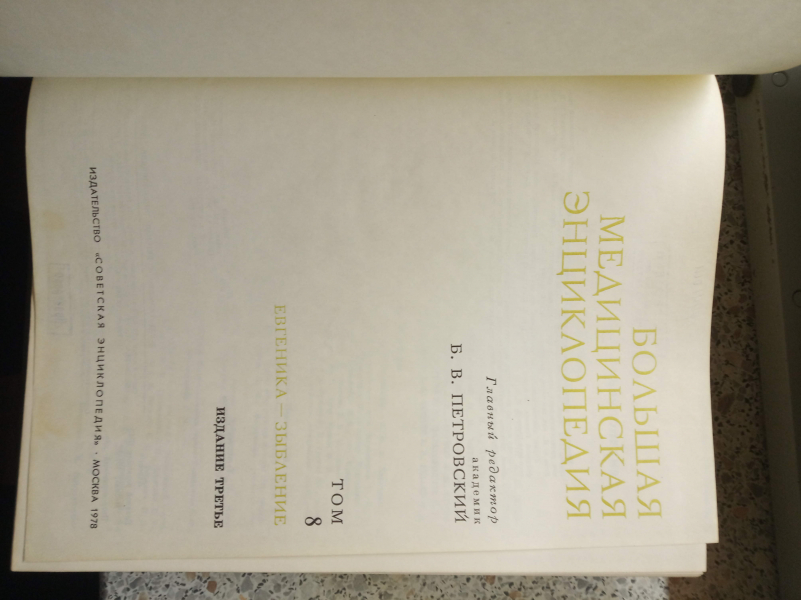 БОЛЬШАЯ
МЕДИЦИНСКАЯ
ЭНЦИКЛОПЕДИЯ
Главный редактор
академик
Б. В. ПЕТРОВСКИЙ
ТОМ
8
ЕВГЕНИКА — ЗЫБЛЕНИЕ
ИЗДАНИЕ ТРЕТЬЕ
ИЗДАТЕЛЬСТВО «СОВЕТСКАЯ ЭНЦИКЛОПЕДИЯ» · МОСКВА 1978